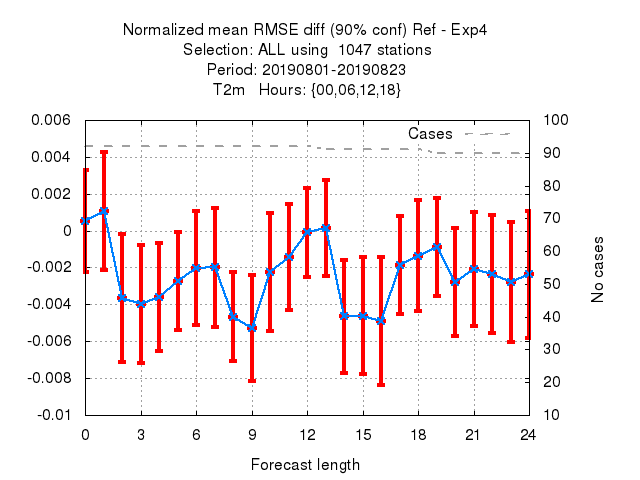 Normalized mean RMSE diff (90% conf) Ref - Exp4
Selection: ALL using  1047 stations
Period: 20190801-20190823
T2m   Hours: {00,06,12,18}
Cases
0.006
0.004
0.002
0
-0.002
-0.004
-0.006
-0.008
-0.01
100
90
80
70
60
50
40
30
20
10
No cases
0 3 6 9 12 15 18 21 24
Forecast length